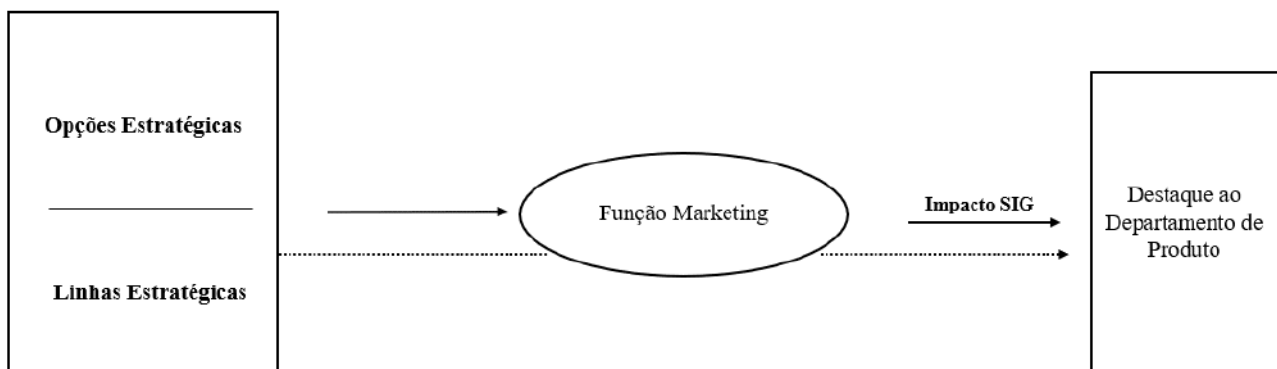 Opções Estratégicas
Linhas Estratégicas
Função Marketing
Impacto SIG
Destaque ao
Departamento de
Produto